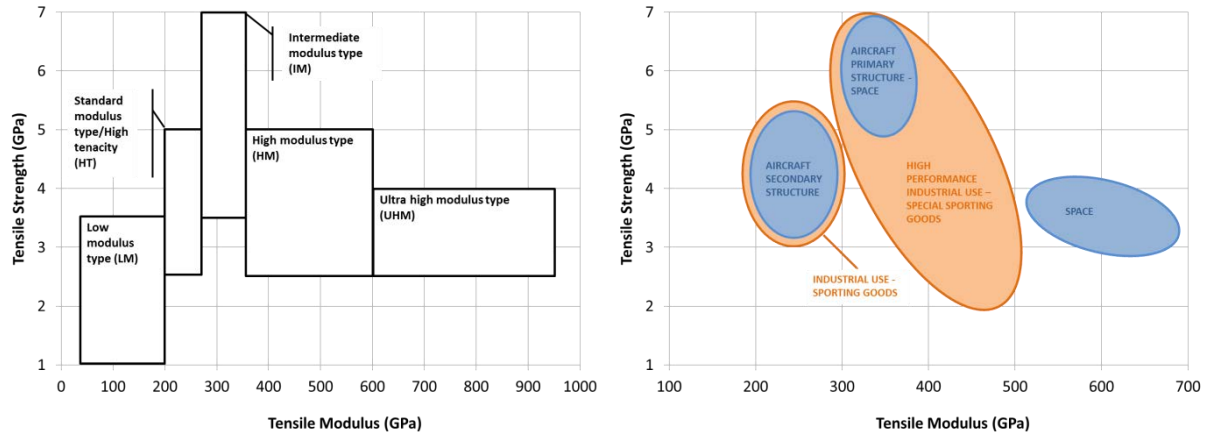 7
6
5
4
3
2
1
Tensile Strength (GPa)
0
100
200
300
400
500
600
700
800
900
1000
Tensile Modulus (GPa)
Intermediate
modulus type
(IM)
Standard
modulus
type/High
tenacity
(HT)
High modulus type
(HM)
Ultra high modulus type
(UHM)
Low
modulus
type (LM)
7
6
5
4
3
2
1
Tensile Strength (GPa)
100
200
300
400
500
600
700
Tensile Modulus (GPa)
AIRCRAFT
PRIMARY
STRUCTURE –
SPACE
AIRCRAFT
SECONDARY
STRUCTURE
HIGH
PERFORMANCE
INDUSTRIAL USE –
SPECIAL SPORTING
GOODS
SPACE
INDUSTRIAL USE -
SPORTING GOODS